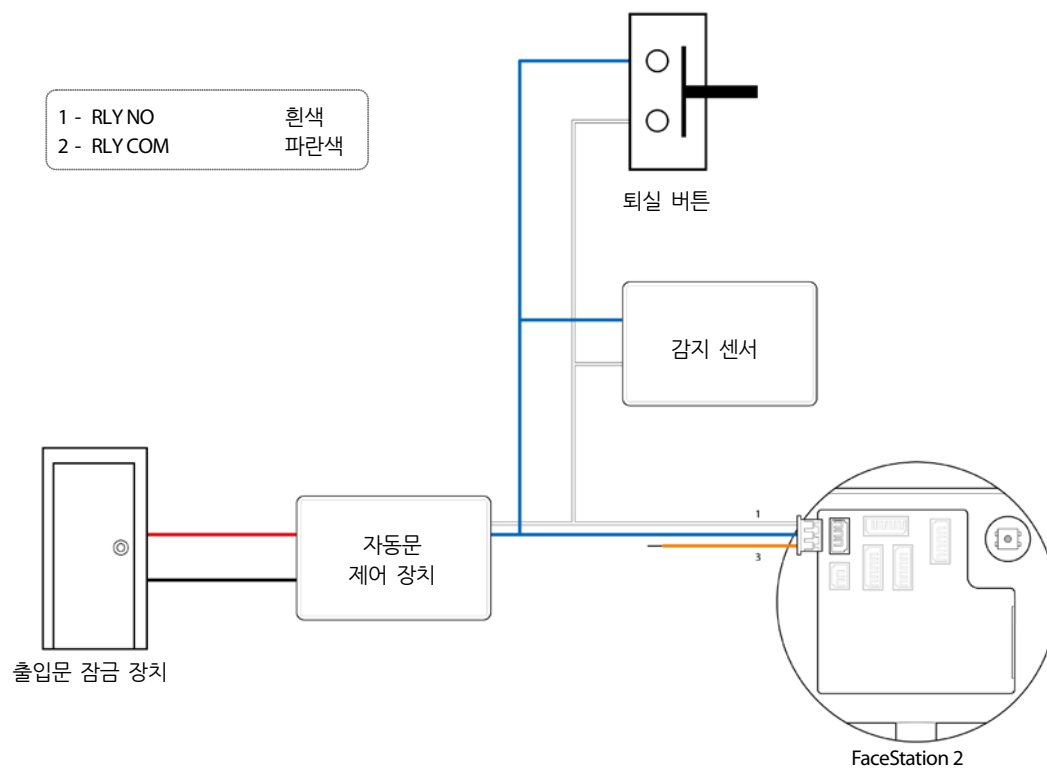 1 - RLY NO 흰색
2 - RLY COM 파란색
퇴실 버튼
감지 센서
1
3
자동문
제어 장치
출입문 잠금 장치
FaceStation 2